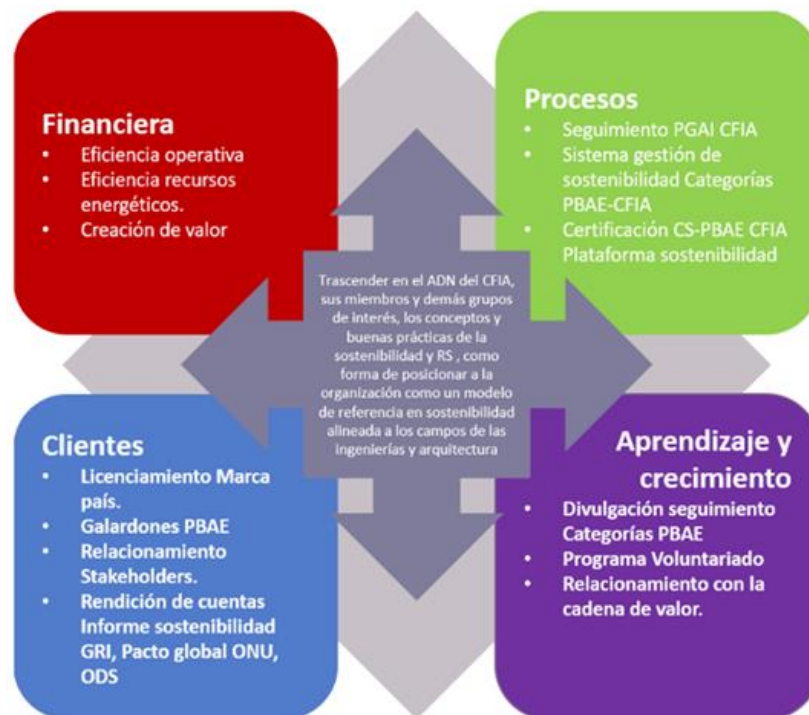 Financiera
• Eficiencia operativa
• Eficiencia recursos
energéticos.
• Creación de valor
Procesos
• Seguimiento PGAI CFIA
• Sistema gestión de
sostenibilidad Categorías
PBAE-CFIA
• Certificación CS-PBAE CFIA
Plataforma sostenibilidad
Trascender en el ADN del CFIA,
sus miembros y demás grupos
de interés, los conceptos y
buenas prácticas de la
sostenibilidad y RS , como
forma de posicionar a la
organización como un modelo
de referencia en sostenibilidad
alineada a los campos de las
ingenierías y arquitectura
Clientes
• Licenciamiento Marca
país.
• Galardones PBAE
• Relacionamiento
Stakeholders.
• Rendición de cuentas
Informe sostenibilidad
GRI, Pacto global ONU,
ODS
Aprendizaje y
crecimiento
• Divulgación seguimiento
Categorías PBAE
• Programa Voluntariado
• Relacionamiento con la
cadena de valor.